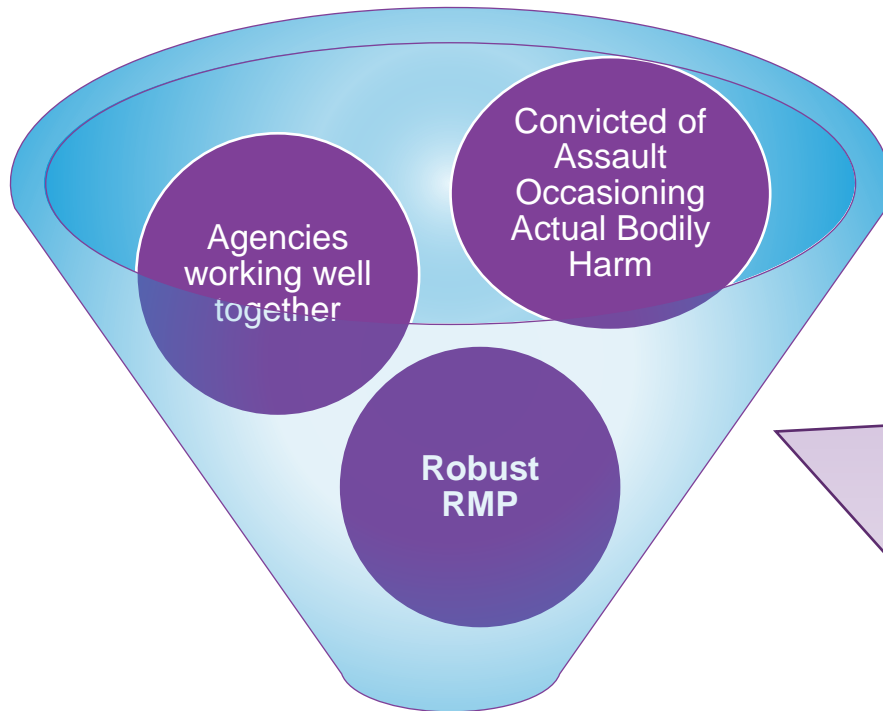 Convicted of
Assault
Occasioning
Actual Bodily
Harm
Agencies
working well
together
Robust
RMP